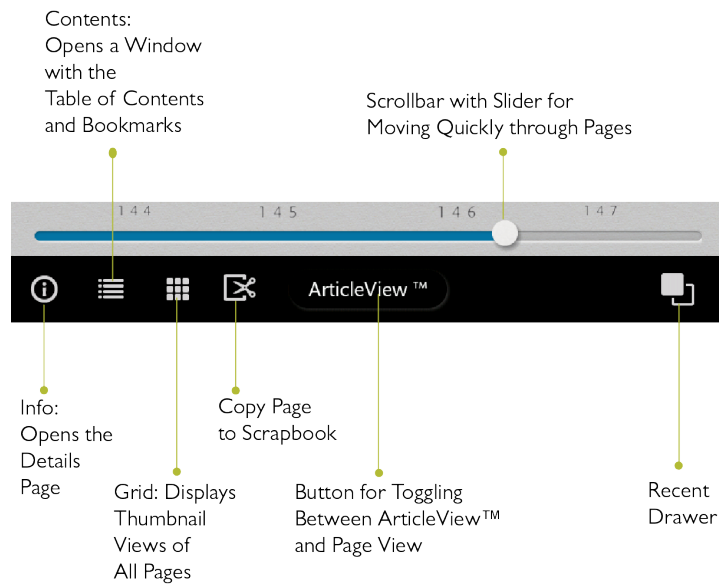 Contents:
Opens a Window
with the
Table of Contents
and Bookmarks
Scrollbar with Slider for
Moving Quickly through Pages
144 145 146 147
ArticleView ™
Info:
Opens the
Details
Page
Copy Page
to Scrapbook
Grid: Displays
Thumbnail
Views of
All Pages
Button for Toggling
Between ArticleView™
and Page View
Recent
Drawer